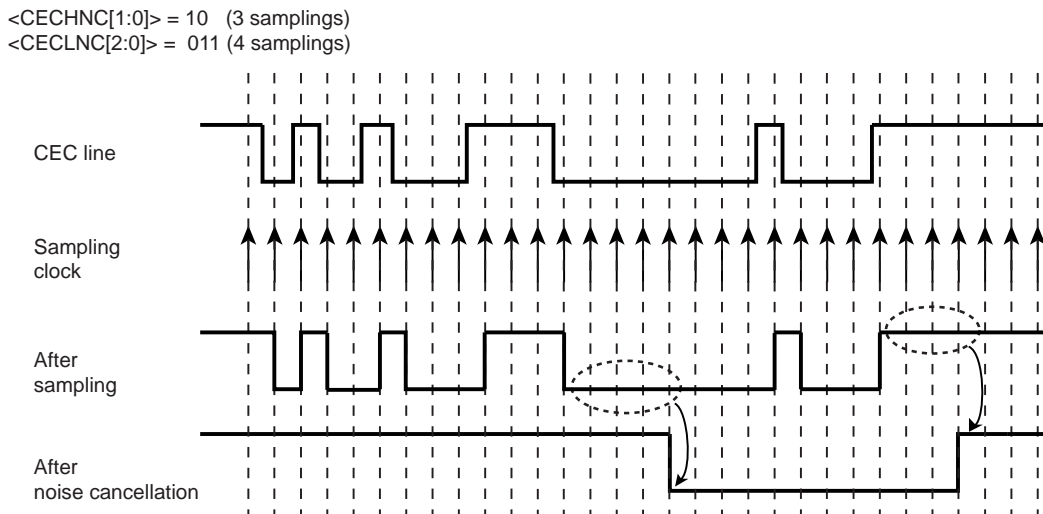 <CECHNC[1:0]> = 10 (3 samplings)
<CECLNC[2:0]> = 011 (4 samplings)
CEC line
Sampling
clock
After
sampling
After
noise cancellation